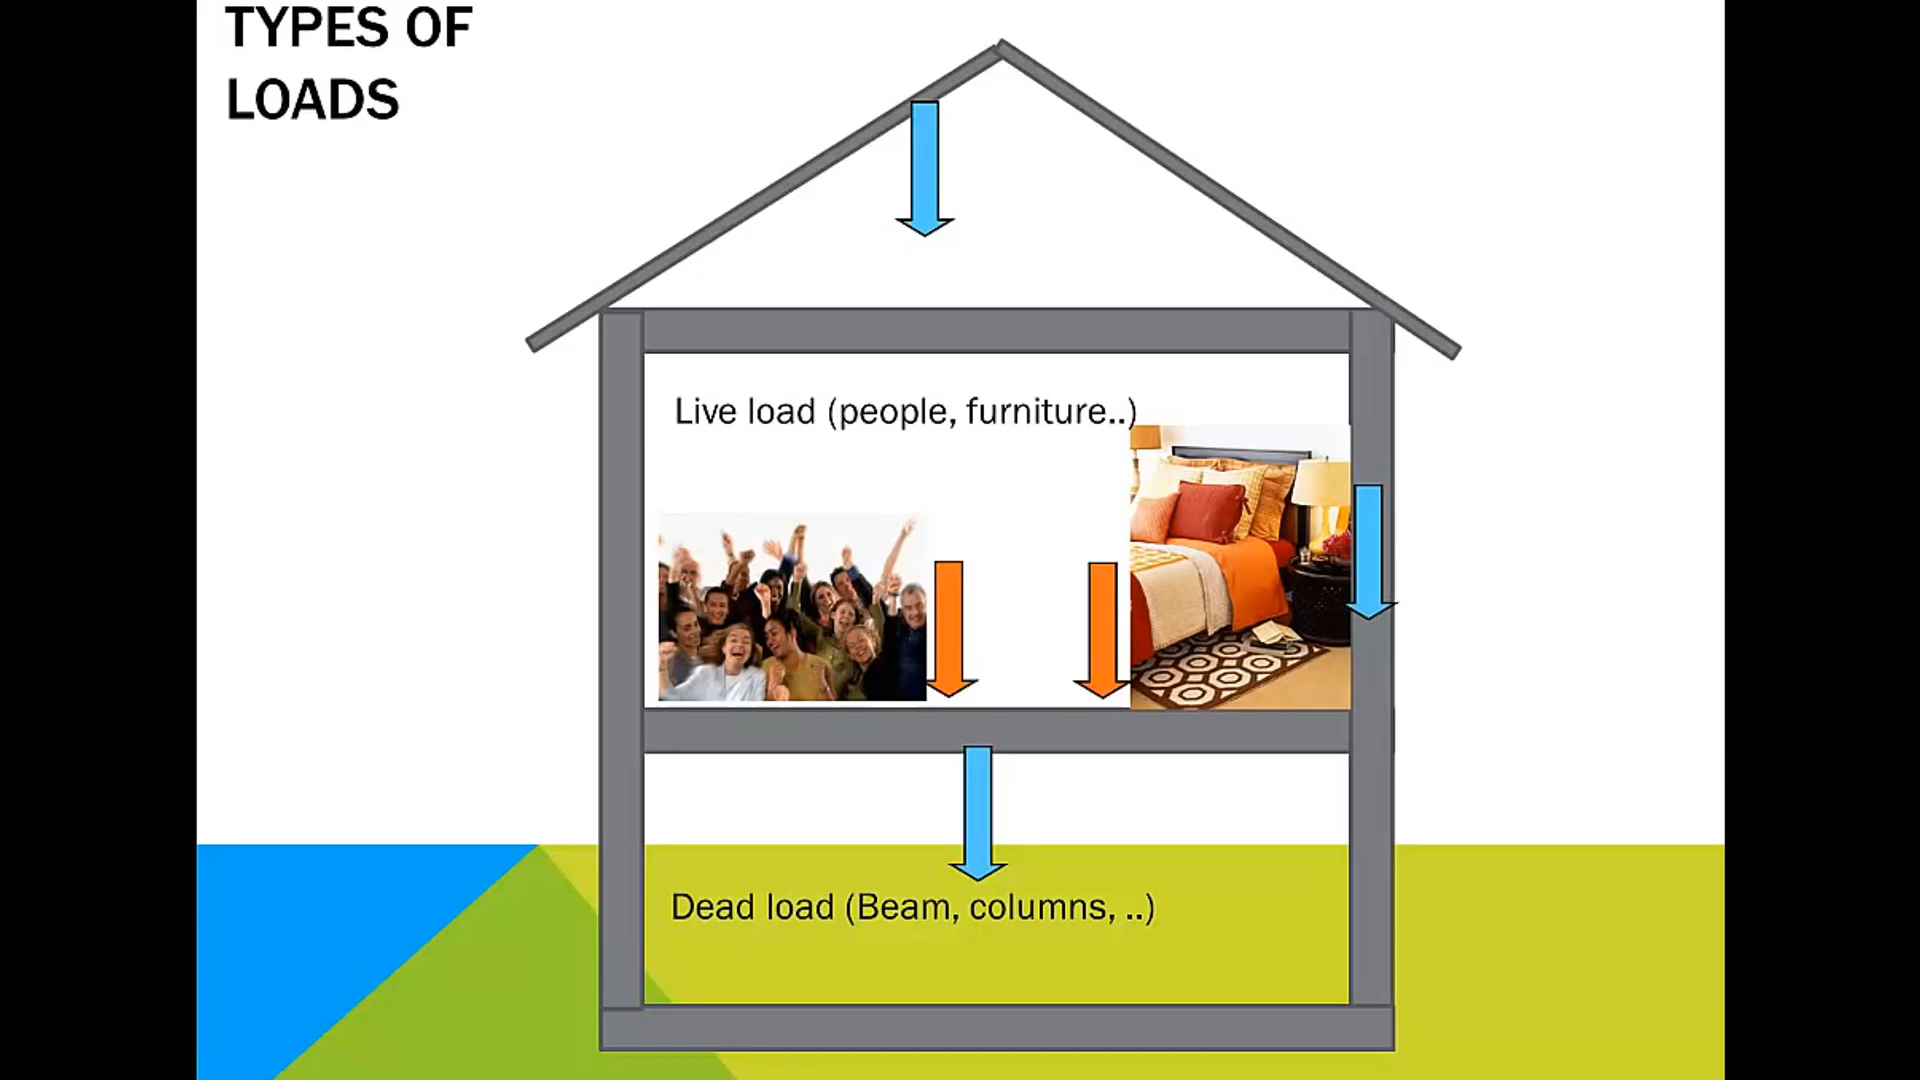 TYPES OF
LOADS
Live load (people, furniture..)
Dead load (Beam, columns, ..)